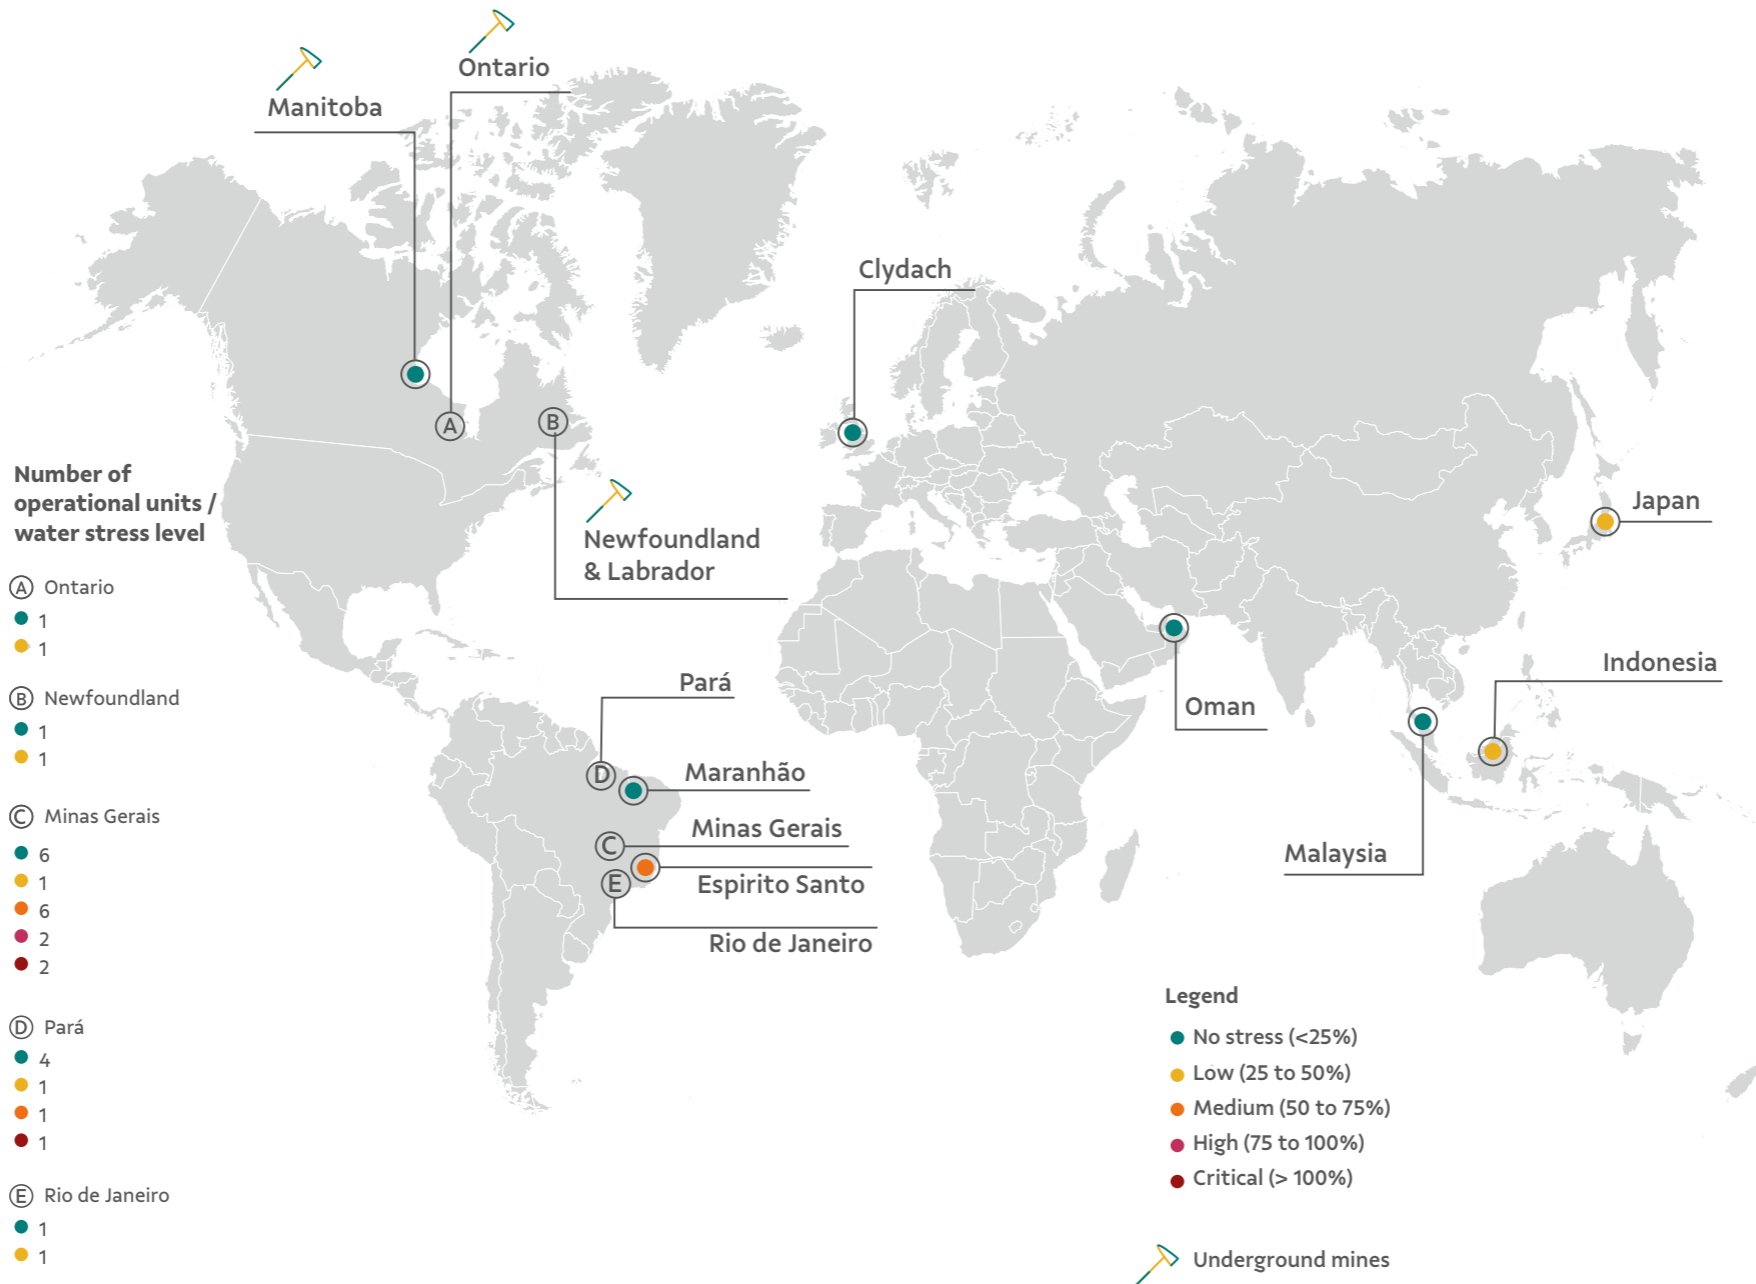 Ontario
Manitoba
Clydach
A
B
Number of
operational units /
water stress level
Japan
Newfoundland
& Labrador
A Ontario
1
1
Indonesia
Pará
B Newfoundland
1
1
Oman
D
Maranhão
C Minas Gerais
Minas Gerais
C
6
1
6
2
2
Malaysia
Espirito Santo
E
Rio de Janeiro
D Pará
4
1
1
1
Legend
No stress (<25%)
Low (25 to 50%)
Medium (50 to 75%)
High (75 to 100%)
Critical (> 100%)
E Rio de Janeiro
1
1
Underground mines